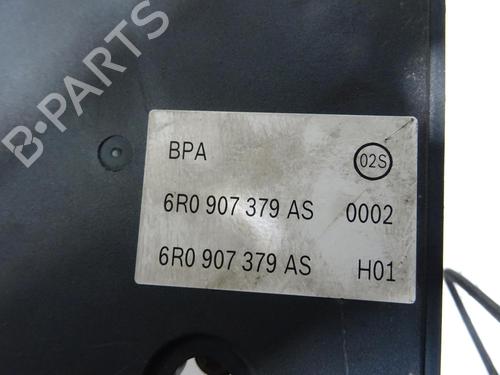 B-PARTS
BPA 02S
6R0 907 379 AS 0002
6R0 907 379 AS H01